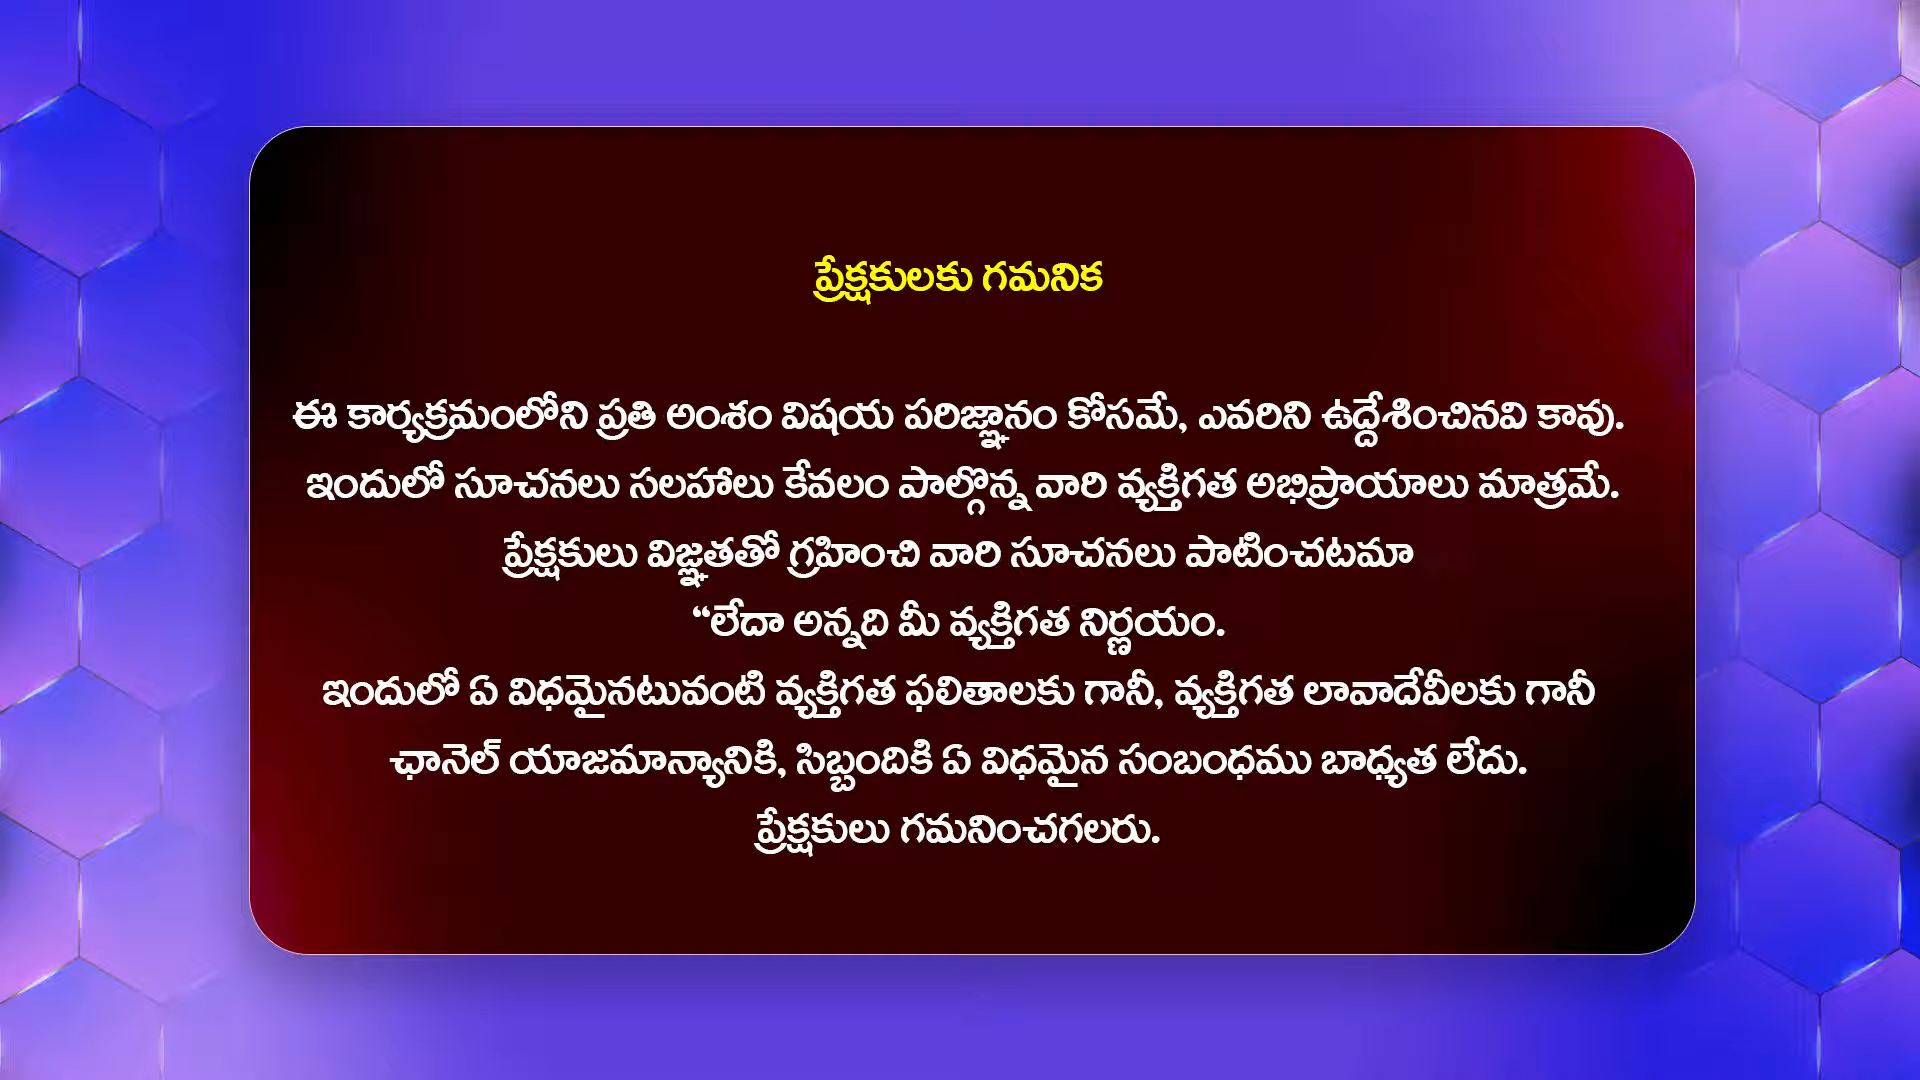 ప్రేక్షకులకు గమనిక
ఈ కార్యక్రమంలోని ప్రతి అంశం విషయ పరిజ్ఞానం కోసమే, ఎవరిని ఉద్దేశించినవి కావు.
ఇందులో సూచనలు సలహాలు కేవలం పాల్గొన్న వారి వ్యక్తిగత అభిప్రాయాలు మాత్రమే.
ప్రేక్షకులు విజ్ఞతతో గ్రహించి వారి సూచనలు పాటించటమా
“లేదా అన్నది మీ వ్యక్తిగత నిర్ణయం.
ఇందులో ఏ విధమైనటువంటి వ్యక్తిగత ఫలితాలకు గానీ, వ్యక్తిగత లావాదేవీలకు గానీ
ఛానెల్ యాజమాన్యానికి, సిబ్బందికి ఏ విధమైన సంబంధము బాధ్యత లేదు.
ప్రేక్షకులు గమనించగలరు.